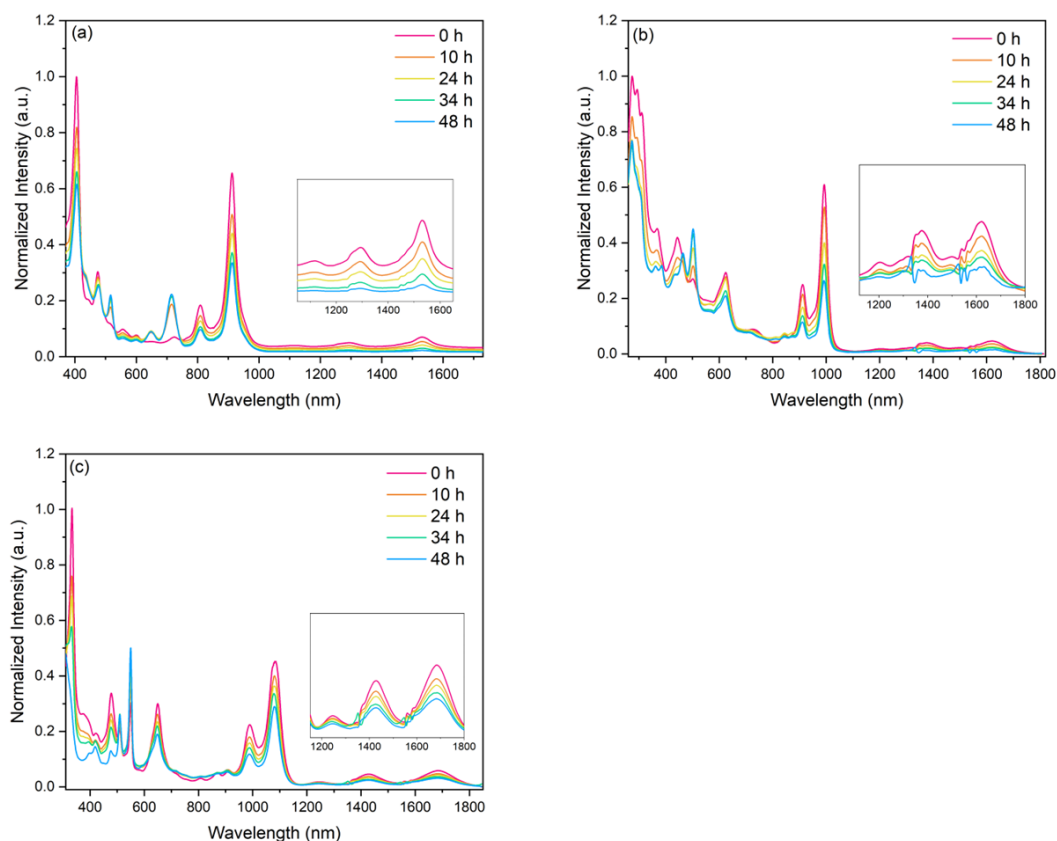 (a)
0 h
10 h
24 h
34 h
48 h
1.2
1.0
0.8
0.6
0.4
0.2
0.0
Normalized Intensity (a.u.)
1200 1400 1600
400 600 800 1000 1200 1400 1600
Wavelength (nm)
(b)
0 h
10 h
24 h
34 h
48 h
1.2
1.0
0.8
0.6
0.4
0.2
0.0
Normalized Intensity (a.u.)
1200 1400 1600 1800
400 600 800 1000 1200 1400 1600 1800
Wavelength (nm)
(c)
0 h
10 h
24 h
34 h
48 h
1.2
1.0
0.8
0.6
0.4
0.2
0.0
Normalized Intensity (a.u.)
1200 1400 1600 1800
400 600 800 1000 1200 1400 1600 1800
Wavelength (nm)